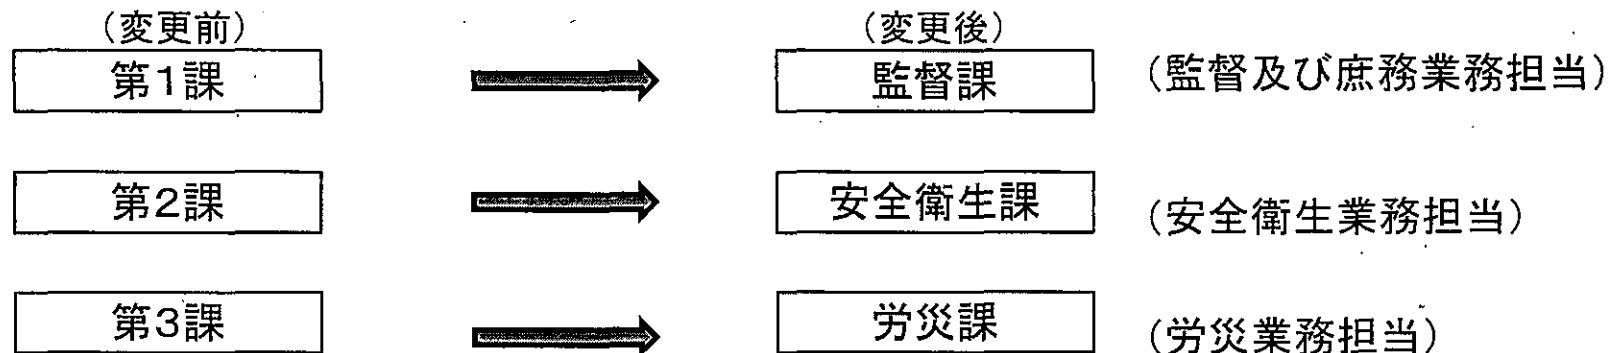 （変更前） （変更後）
第1課 監督課 （監督及び庶務業務担当）
第2課 安全衛生課 （安全衛生業務担当）
第3課 労災課 （労災業務担当）